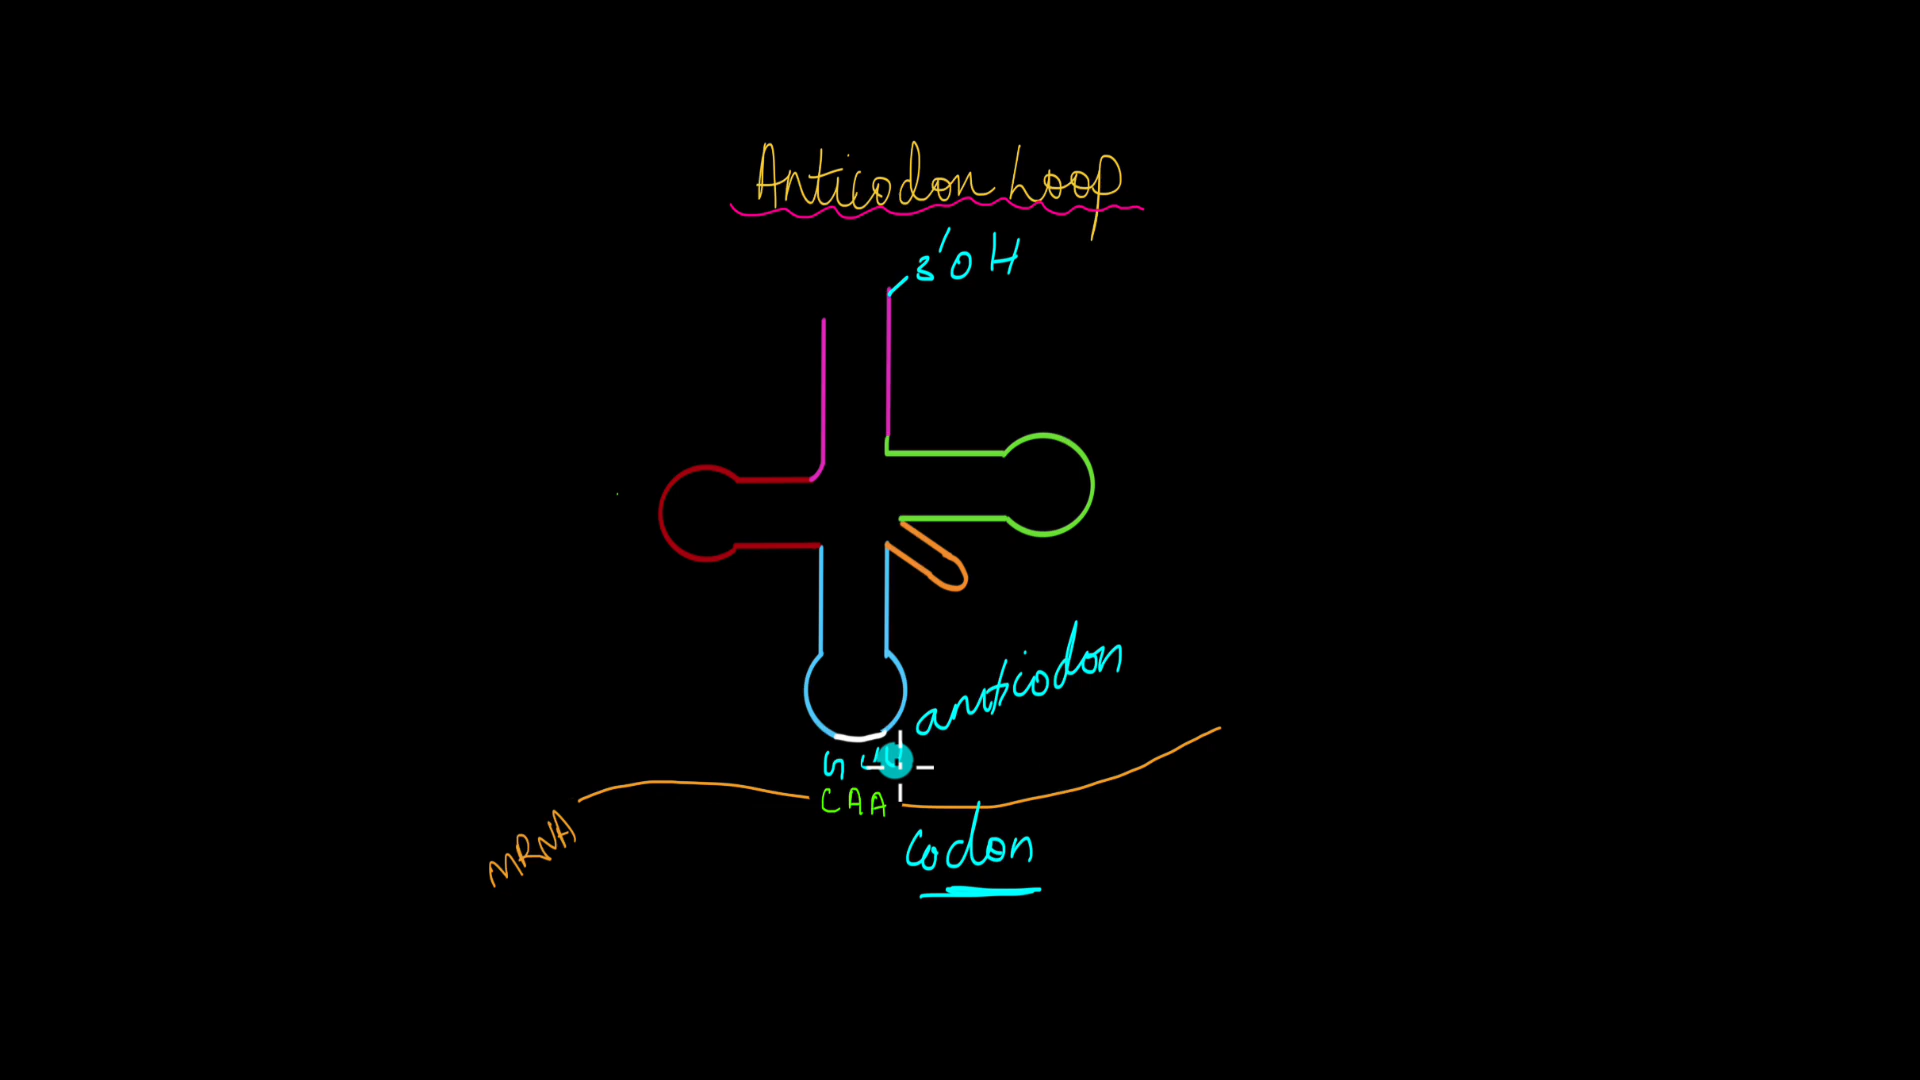 Anticodon Loop
3'OH
anticodon
G
CAA
mRNA
Codon